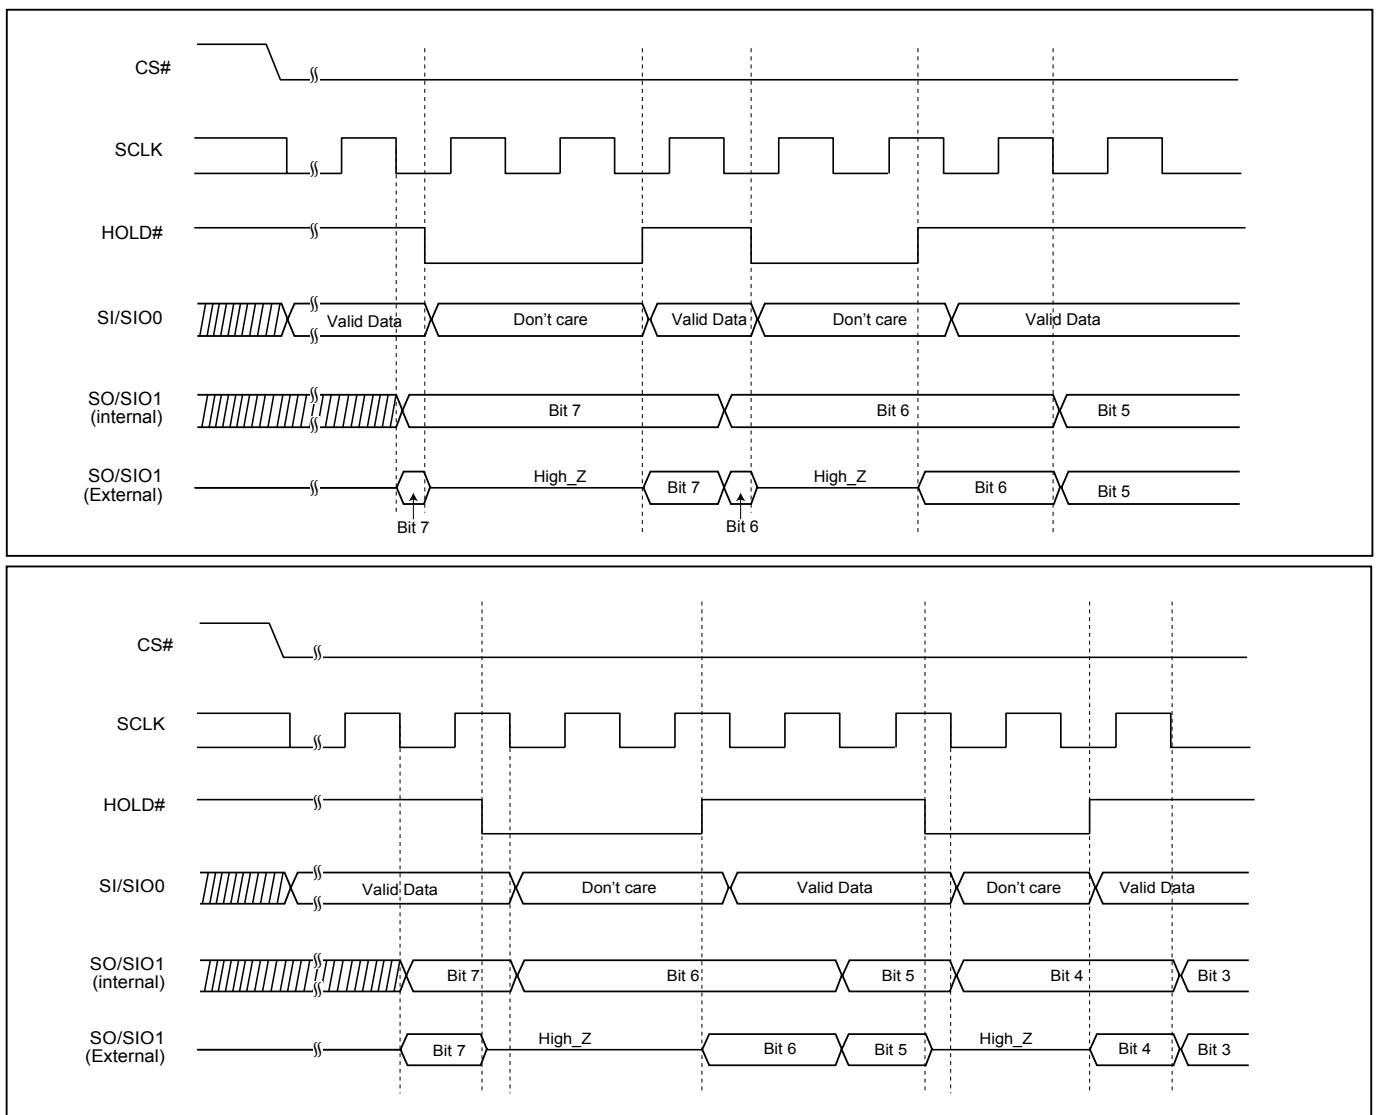 CS#
SCLK
HOLD#
SI/SIO0
Valid Data
Don't care
Valid Data
Don't care
Valid Data
SO/SIO1
(internal)
Bit 7
Bit 6
Bit 5
SO/SIO1
(External)
High_Z
Bit 7
High_Z
Bit 6
Bit 5
Bit 7
Bit 6
CS#
SCLK
HOLD#
SI/SIO0
Valid Data
Don't care
Valid Data
Don't care
Valid Data
SO/SIO1
(internal)
Bit 7
Bit 6
Bit 5
Bit 4
Bit 3
SO/SIO1
(External)
Bit 7
High_Z
Bit 6
Bit 5
High_Z
Bit 4
Bit 3